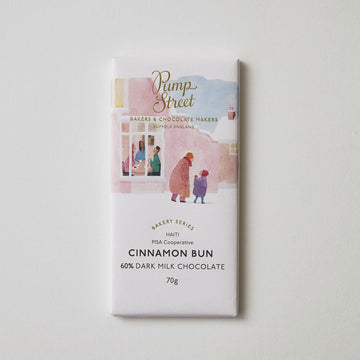 Pump
Street
BAKERS & CHOCOLATE MAKERS
SUFFOLK ENGLAND
BAKERY SERIES
HAITI
PISA Cooperative
CINNAMON BUN
60% DARK MILK CHOCOLATE
70g